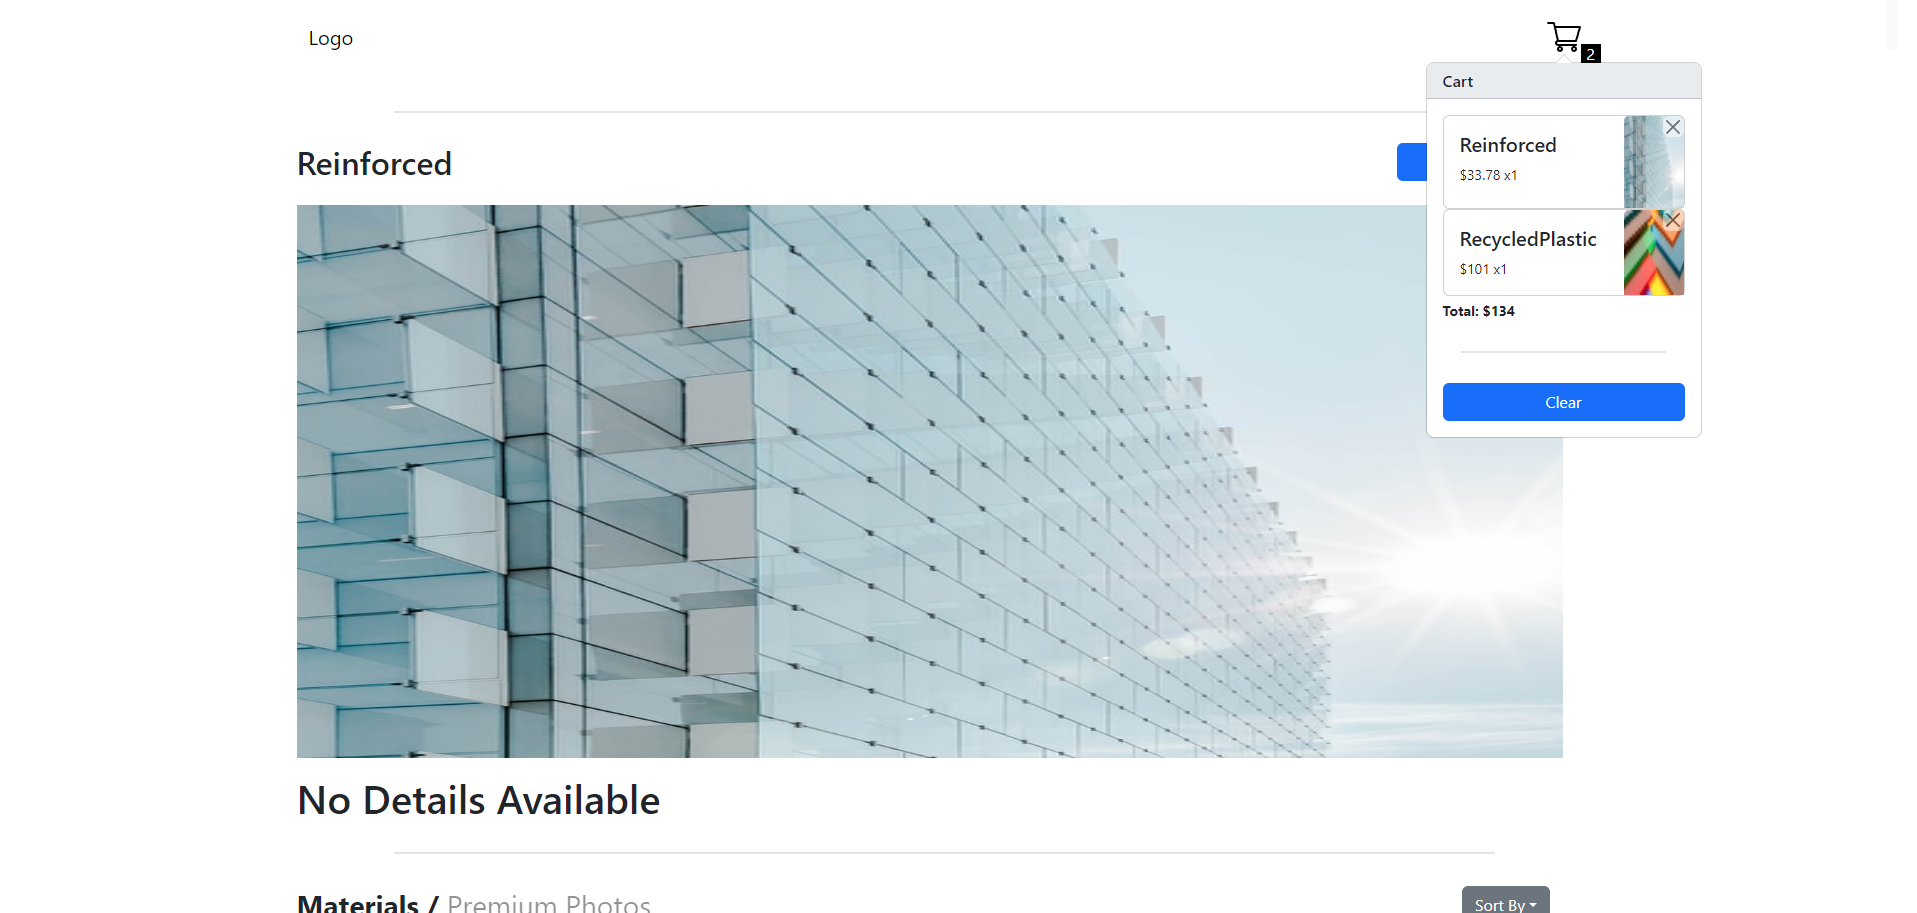 Logo
2
Cart
Reinforced
$33.78 x1
RecycledPlastic
$101 x1
Total: $134
Clear
Reinforced
No Details Available
Materials / Premium Photos
Sort By